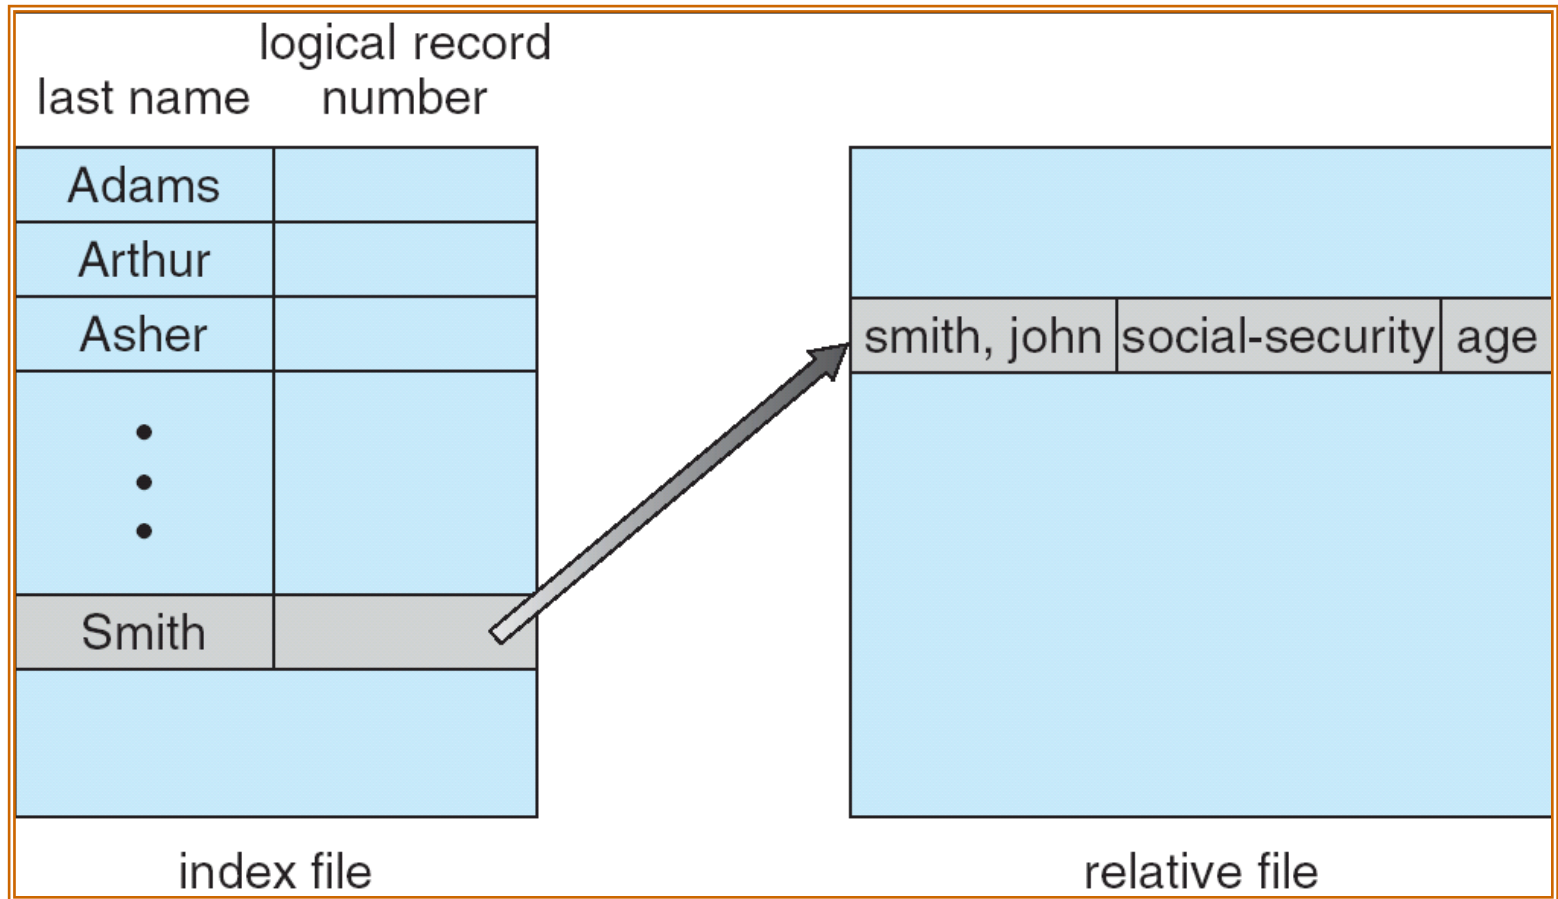 logical record
last name number
Adams
Arthur
Asher
Smith
smith, john social-security age
index file
relative file